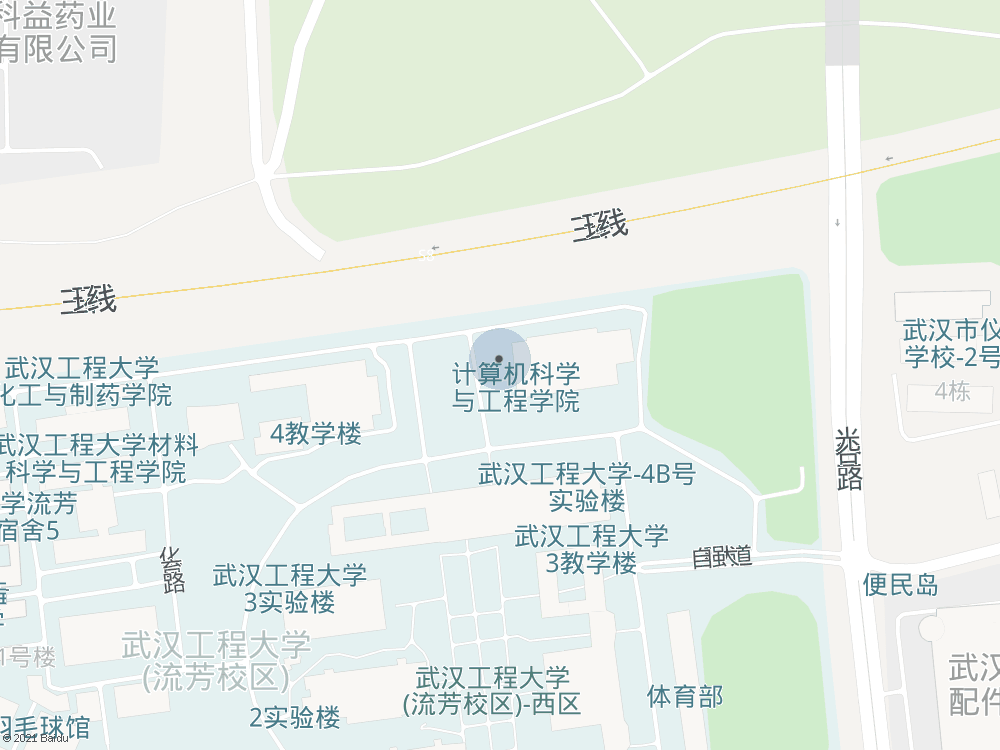 科益药业
有限公司
三环线
三环线
S3
武汉工程大学
化工与制药学院
计算机科学
与工程学院
武汉市仪
学校-2号
4栋
4教学楼
武汉工程大学材料
科学与工程学院
光谷一路
武汉工程大学-4B号
实验楼
学流芳
宿舍5
武汉工程大学
3教学楼
自强大道
化育路
武汉工程大学
3实验楼
便民岛
武汉工程大学
(流芳校区)
1号楼
武汉工程大学
(流芳校区)-西区
体育部
武汉
配件
2实验楼
羽毛球馆
© 2021 Baidu